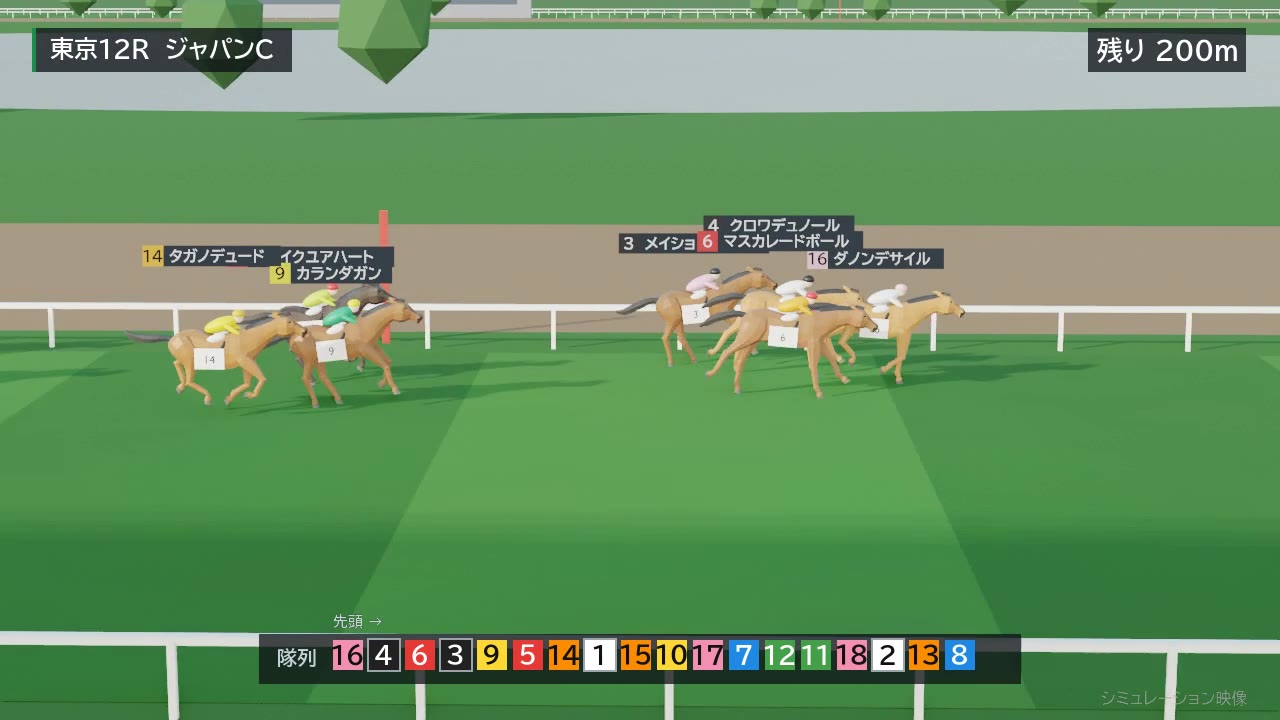 東京12R ジャパンC
残り 200m
4 クロワデュノール
3 メイショ
6 マスカレードボール
14 タガノデュード
イクユアハート
16 ダノンデサイル
9 カランダガン
3
6
14
9
先頭 →
隊列 16 4 6 3 9 5 14 1 15 10 17 7 12 11 18 2 13 8
シミュレーション映像